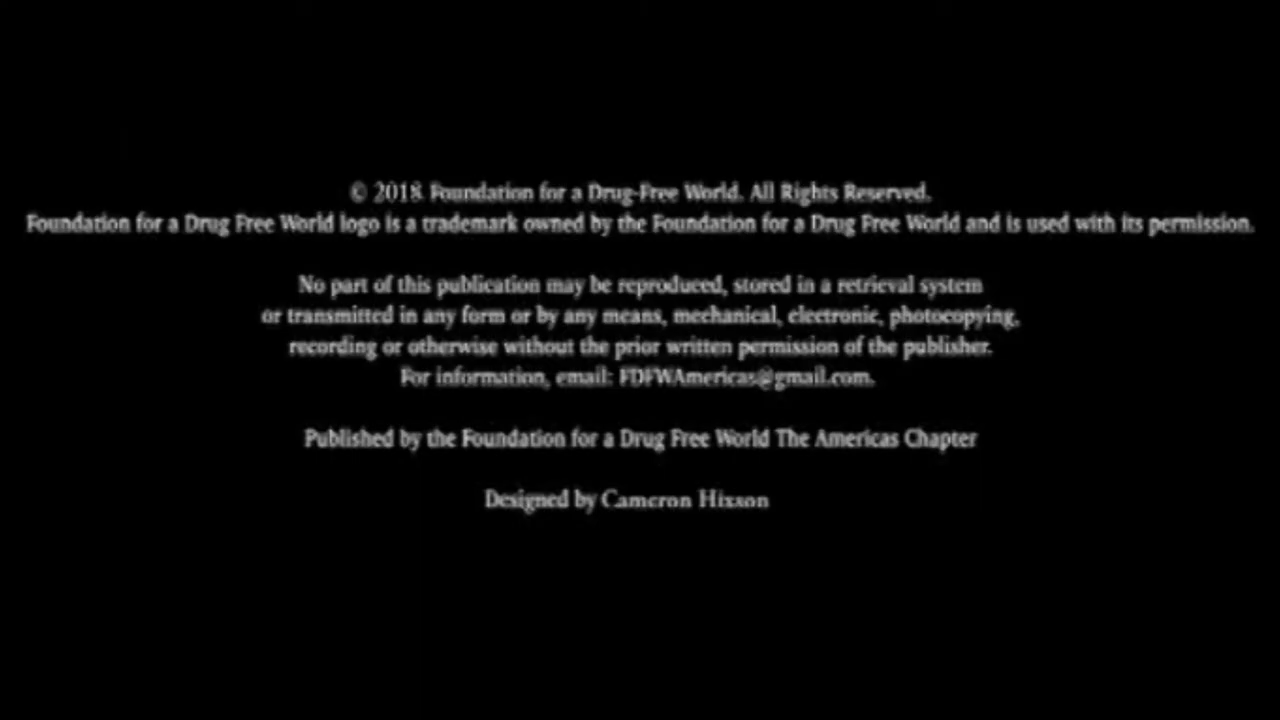 © 2018 Foundation for a Drug-Free World. All Rights Reserved.
Foundation for a Drug Free World logo is a trademark owned by the Foundation for a Drug Free World and is used with its permission.
No part of this publication may be reproduced, stored in a retrieval system
or transmitted in any form or by any means, mechanical, electronic, photocopying,
recording or otherwise without the prior written permission of the publisher.
For information, email: FDFWAmericas@gmail.com.
Published by the Foundation for a Drug Free World The Americas Chapter
Designed by Cameron Hixson